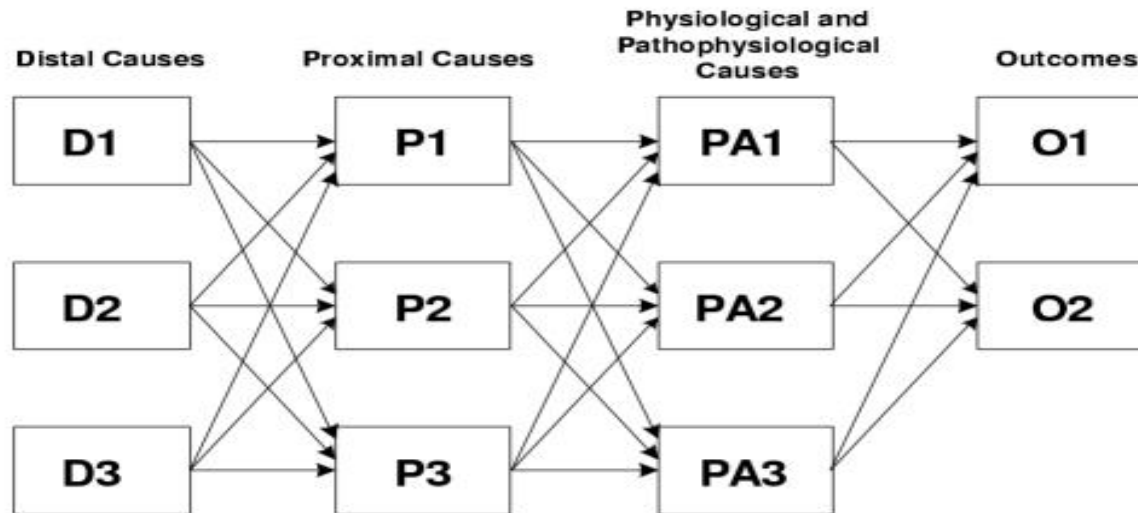 Physiological and
Pathophysiological
Causes
Distal Causes
Proximal Causes
Outcomes
D1
P1
PA1
O1
D2
P2
PA2
O2
D3
P3
PA3